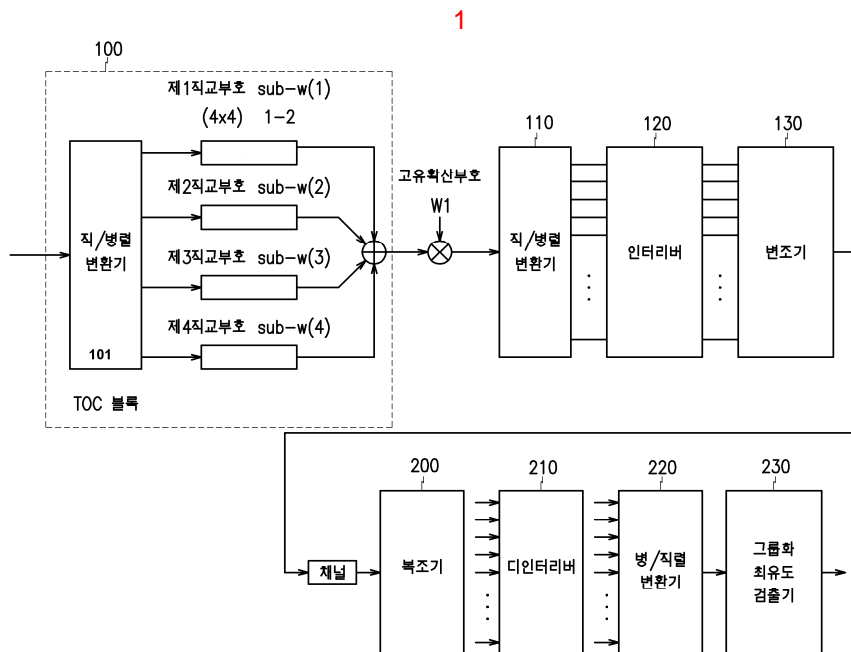 1
100
제1직교부호 sub-w(1)
(4x4) 1-2
제2직교부호 sub-w(2)
제3직교부호 sub-w(3)
제4직교부호 sub-w(4)
직/병렬
변환기
101
TOC 블록
고유확산부호
W1
110
직/병렬
변환기
120
인터리버
130
변조기
채널
200
복조기
210
디인터리버
220
병/직렬
변환기
230
그룹화
최유도
검출기